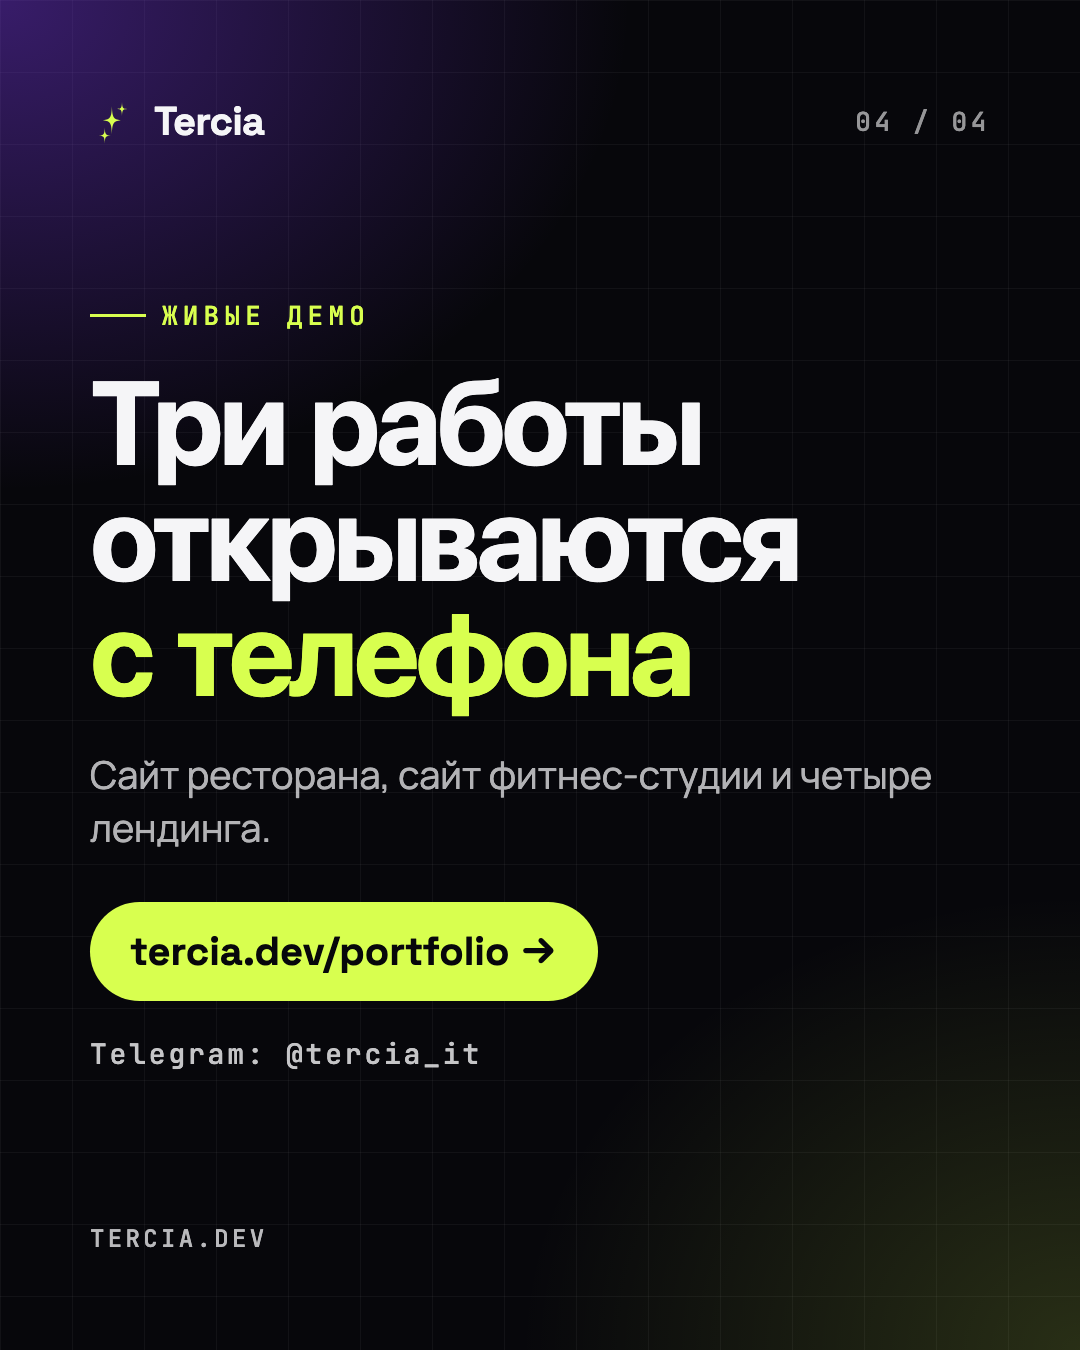 Tercia
04 / 04
ЖИВЫЕ ДЕМО
Три работы
открываются
с телефона
Сайт ресторана, сайт фитнес-студии и четыре
лендинга.
tercia.dev/portfolio →
Telegram: @tercia_it
TERCIA.DEV